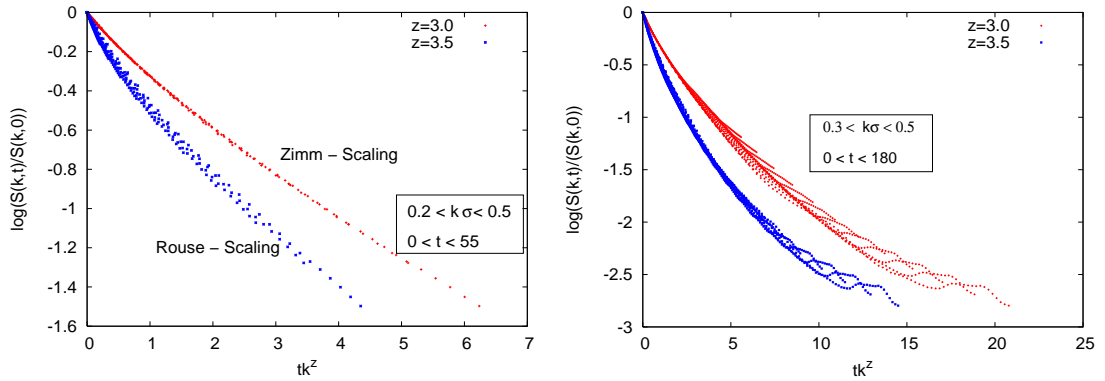 0
-0.2
-0.4
-0.6
-0.8
-1
-1.2
-1.4
-1.6
log(S(k,t)/S(k,0))
z=3.0
z=3.5
Zimm – Scaling
Rouse – Scaling
0.2 < k σ < 0.5
0 < t < 55
0 1 2 3 4 5 6 7
tk^z
0
-0.5
-1
-1.5
-2
-2.5
-3
log(S(k,t)/(S(k,0))
z=3.0
z=3.5
0.3 < kσ < 0.5
0 < t < 180
0 5 10 15 20 25
tk^z